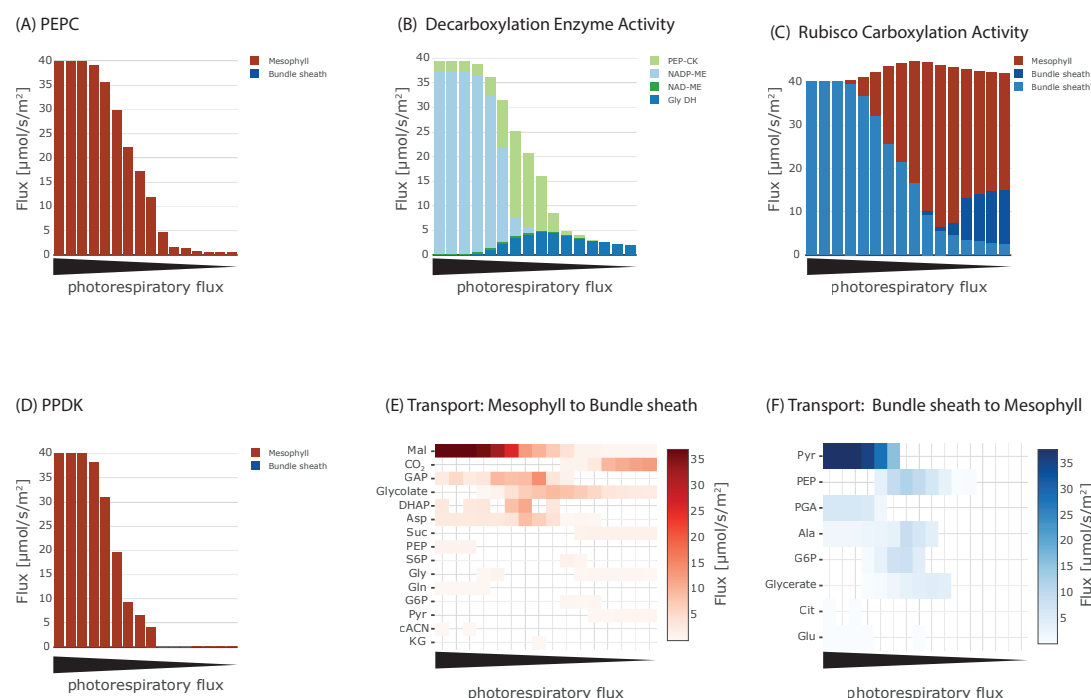 (A) PEPC
Mesophyll
Bundle sheath
Flux [µmol/s/m²]
40
35
30
25
20
15
10
5
0
photorespiratory flux
(B) Decarboxylation Enzyme Activity
PEP-CK
NADP-ME
NAD-ME
Gly DH
Flux [µmol/s/m²]
40
35
30
25
20
15
10
5
0
photorespiratory flux
(C) Rubisco Carboxylation Activity
Mesophyll
Bundle sheath
Bundle sheath'
Flux [µmol/s/m²]
40
30
20
10
0
photorespiratory flux
(D) PPDK
Mesophyll
Bundle sheath
Flux [µmol/s/m²]
40
35
30
25
20
15
10
5
0
photorespiratory flux
(E) Transport: Mesophyll to Bundle sheath
Mal
CO₂
GAP
Glycolate
DHAP
Asp
Suc
PEP
S6P
Gly
Gln
G6P
Pyr
cACN
KG
35
30
25
20
15
10
5
Flux [µmol/s/m²]
photorespiratory flux
(F) Transport: Bundle sheath to Mesophyll
Pyr
PEP
PGA
Ala
G6P
Glycerate
Cit
Glu
35
30
25
20
15
10
5
Flux [µmol/s/m²]
photorespiratory flux